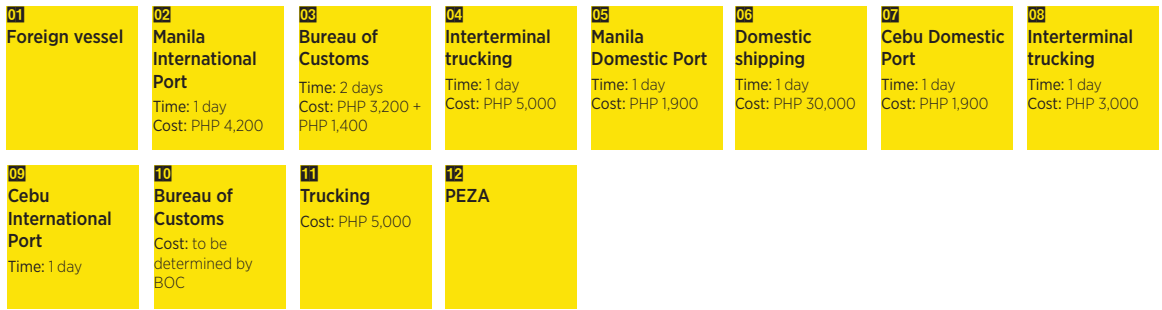 01
Foreign vessel
02
Manila
International
Port
Time: 1 day
Cost: PHP 4,200
03
Bureau of
Customs
Time: 2 days
Cost: PHP 3,200 +
PHP 1,400
04
Interterminal
trucking
Time: 1 day
Cost: PHP 5,000
05
Manila
Domestic Port
Time: 1 day
Cost: PHP 1,900
06
Domestic
shipping
Time: 1 day
Cost: PHP 30,000
07
Cebu Domestic
Port
Time: 1 day
Cost: PHP 1,900
08
Interterminal
trucking
Time: 1 day
Cost: PHP 3,000
09
Cebu
International
Port
Time: 1 day
10
Bureau of
Customs
Cost: to be
determined by
BOC
11
Trucking
Cost: PHP 5,000
12
PEZA